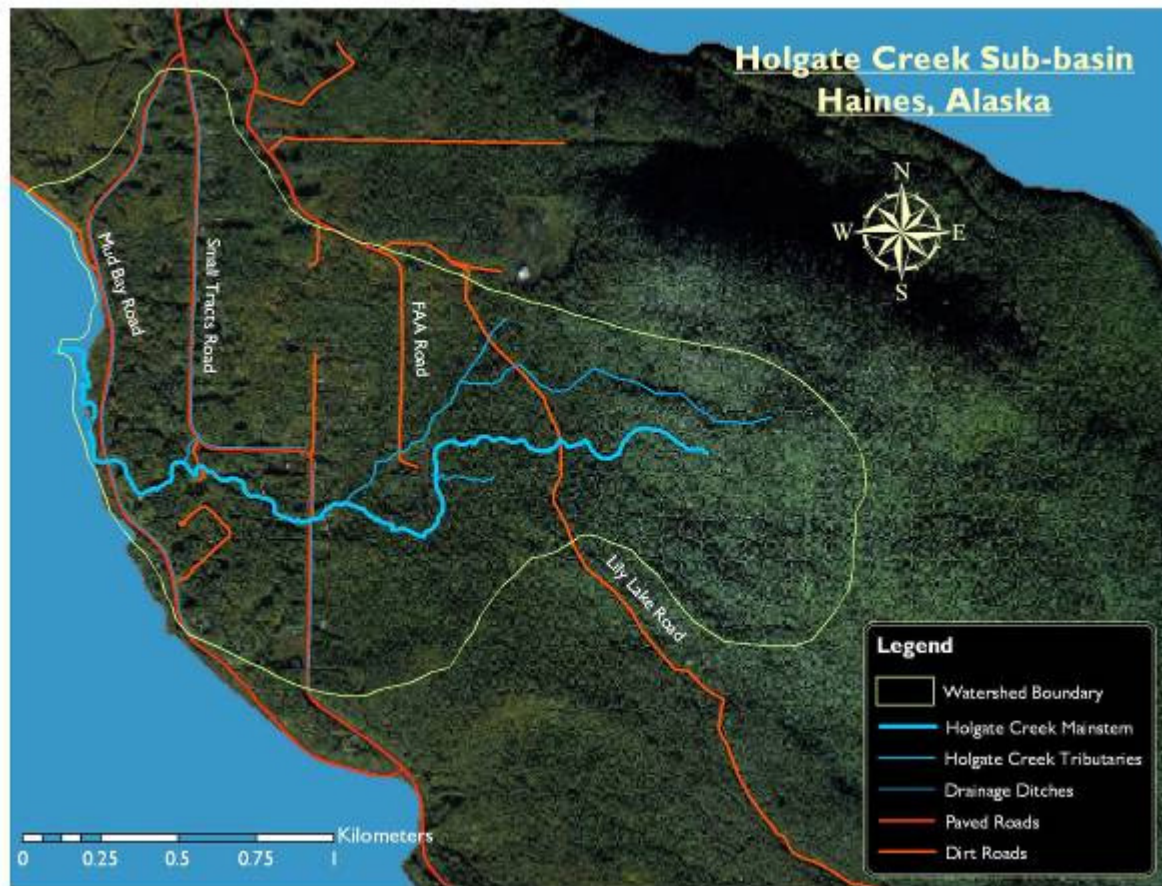 Holgate Creek Sub-basin
Haines, Alaska
N
W
E
S
Mud Bay Road
Small Tracts Road
FAA Road
Lily Lake Road
Legend
Watershed Boundary
Holgate Creek Mainstem
Holgate Creek Tributaries
Drainage Ditches
Paved Roads
Dirt Roads
Kilometers
0 0.25 0.5 0.75 1